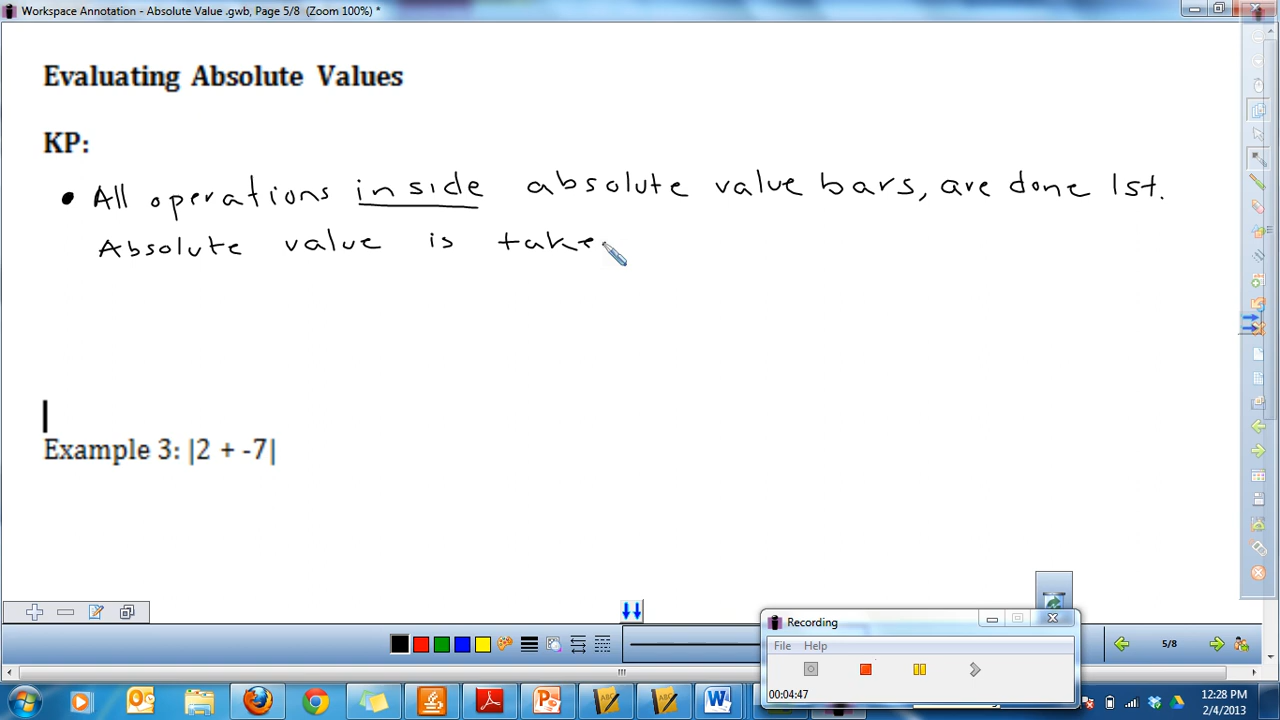 Workspace Annotation - Absolute Value .gwb, Page 5/8 (Zoom 100%) *
Evaluating Absolute Values
KP:
• All operations inside absolute value bars, are done 1st.
Absolute value is take
Example 3: |2 + -7|
Recording
File Help
00:04:47
5/8
12:28 PM
2/4/2013